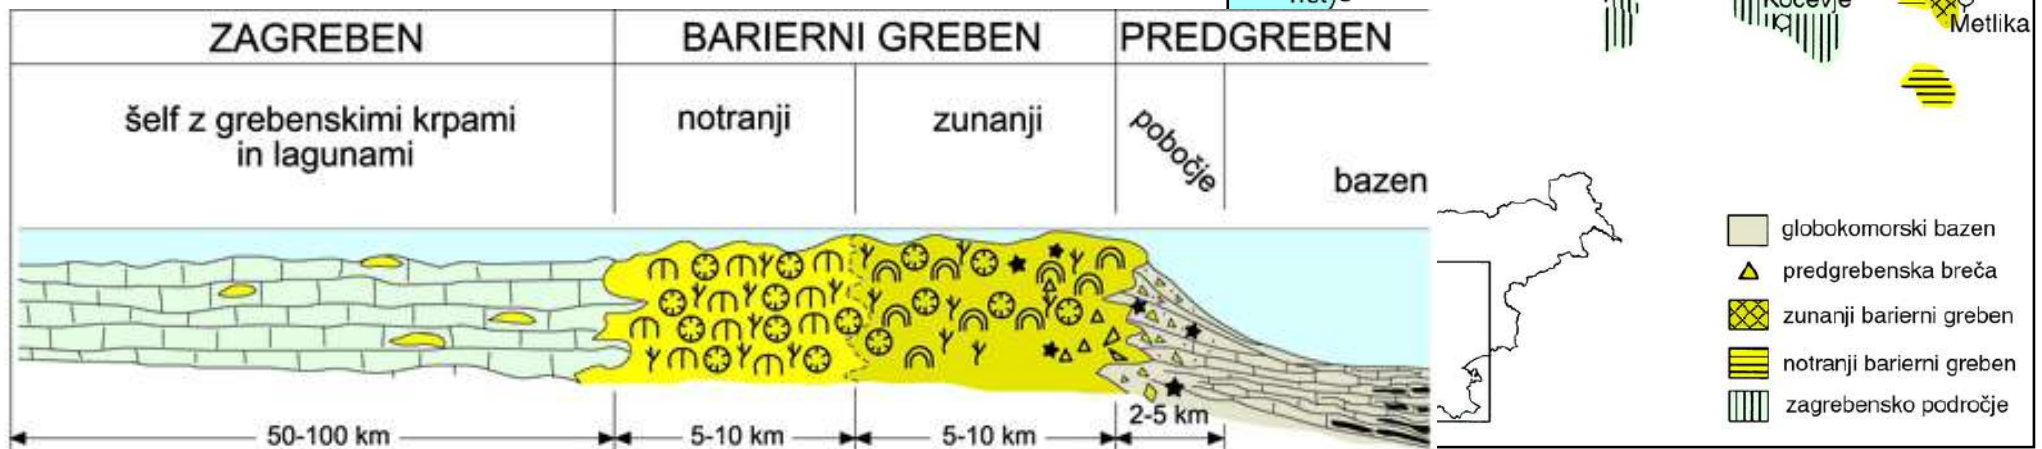 ZAGREBEN
BARIERNI GREBEN
PREDGREBEN
šelf z grebenskimi krpami
in lagunami
notranji
zunanji
pobočje
bazen
50-100 km
5-10 km
5-10 km
2-5 km
Kočevje
Metlika
globokomorski bazen
predgrebenska breča
zunanji barierni greben
notranji barierni greben
zagrebensko področje